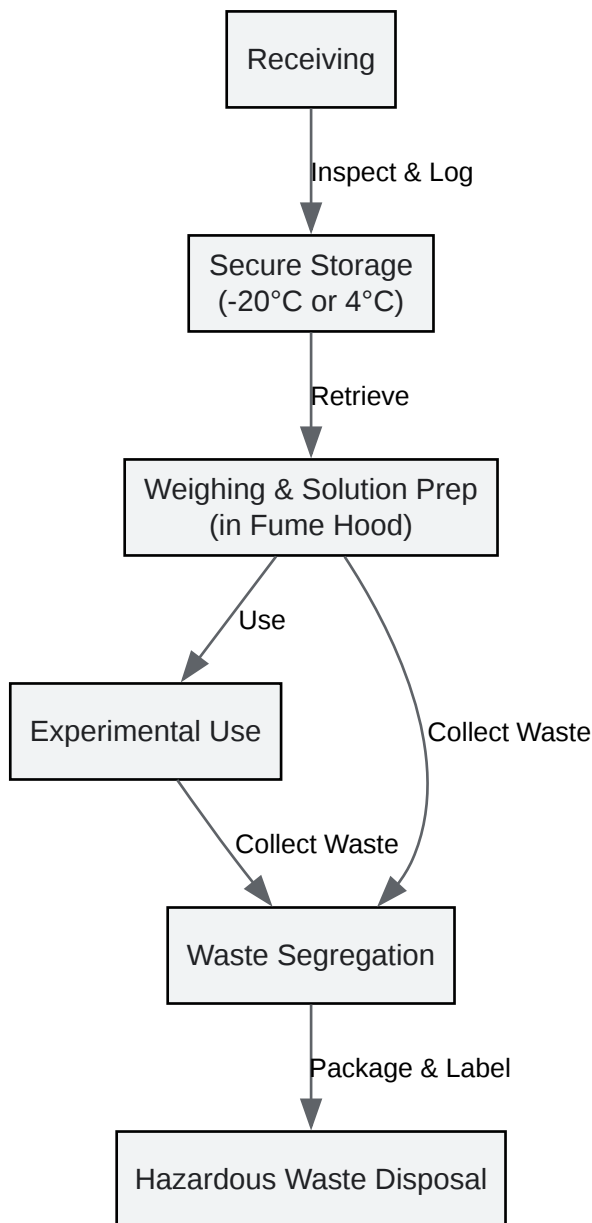 Receiving
Inspect & Log
Secure Storage
(-20°C or 4°C)
Retrieve
Weighing & Solution Prep
(in Fume Hood)
Use
Experimental Use
Collect Waste
Collect Waste
Waste Segregation
Package & Label
Hazardous Waste Disposal